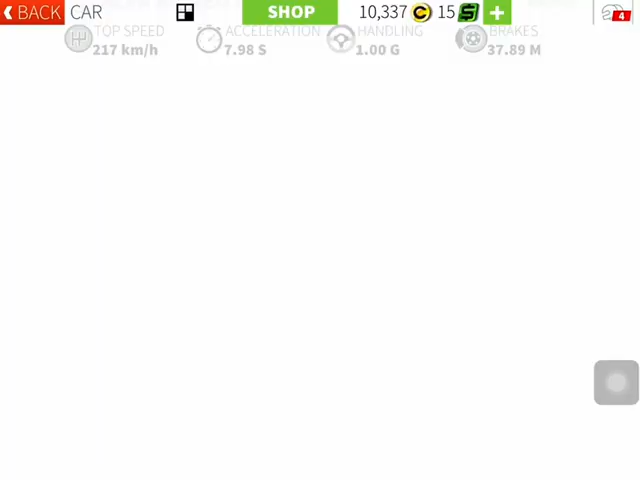 BACK CAR SHOP 10,337 15 + 4
TOP SPEED ACCELERATION HANDLING BRAKES
217 km/h 7.98 S 1.00 G 37.89 M